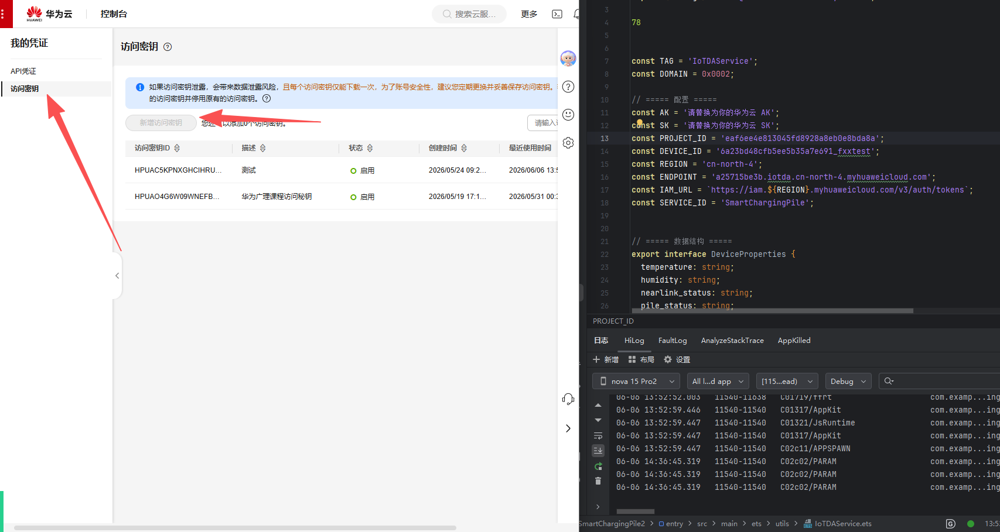 HUAWEI
华为云
控制台
搜索云服...
更多
我的凭证
API凭证
访问密钥
访问密钥
如果访问密钥泄露，会带来数据泄露风险，且每个访问密钥仅能下载一次，为了账号安全性，建议您定期更换并妥善保存访问密钥。
的访问密钥并停用原有的访问密钥。
新增访问密钥
以添加0个访问密钥。
请输入
访问密钥ID 描述 状态 创建时间 最近使用时间
HPUAC5KPNXGHCIHRU... 测试 启用 2026/05/24 09:2... 2026/06/06 13:5
HPUAO4G6W09WNEFB... 华为广理课程访问秘钥 启用 2026/05/19 17:1... 2026/05/31 00:
3
4 78
5
6
7 const TAG = 'IoTDAService';
8 const DOMAIN = 0x0002;
9
10 // ===== 配置 =====
11 const AK = '请替换为你的华为云 AK';
12 const SK = '请替换为你的华为云 SK';
13 const PROJECT_ID = 'eaf6ee4e813045fd8928a8eb0e8bda8a';
14 const DEVICE_ID = '6a23bd48cfb5ee5b35a7e691_fxxtest';
15 const REGION = 'cn-north-4';
16 const ENDPOINT = 'a25715be3b.iotda.cn-north-4.myhuaweicloud.com';
17 const IAM_URL = `https://iam.${REGION}.myhuaweicloud.com/v3/auth/tokens`;
18 const SERVICE_ID = 'SmartChargingPile';
19
20
21 // ===== 数据结构 =====
22 export interface DeviceProperties {
23 temperature: string;
24 humidity: string;
25 nearlink_status: string;
26 pile_status: string;
PROJECT_ID
日志 HiLog FaultLog AnalyzeStackTrace AppKilled
新增 布局 设置
nova 15 Pro2 All l...d app [115...ead) Debug
06-06 13:52:52.003 11540-11638 C01719/ffrt com.examp...ing
06-06 13:52:59.446 11540-11540 C01317/AppKit com.examp...ing
06-06 13:52:59.447 11540-11540 C01321/JsRuntime com.examp...ing
06-06 13:52:59.447 11540-11540 C01317/AppKit com.examp...ing
06-06 13:52:59.447 11540-11540 C02c11/APPSPAWN com.examp...ing
06-06 14:36:45.319 11540-11540 C02c02/PARAM com.examp...ing
06-06 14:36:45.319 11540-11540 C02c02/PARAM com.examp...ing
06-06 14:36:45.319 11540-11540 C02c02/PARAM com.examp...ing
SmartChargingPile2 > entry > src > main > ets > utils > IoTDAService.ets
13:5